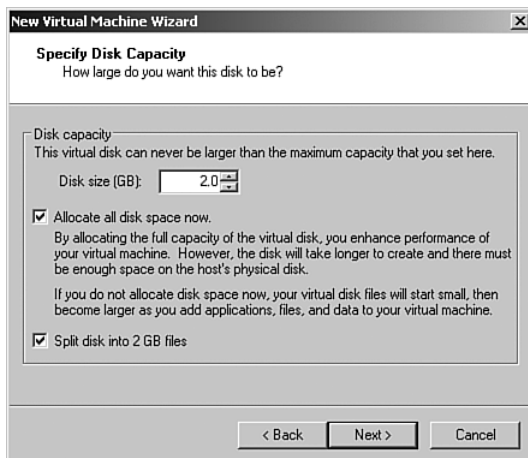 New Virtual Machine Wizard
Specify Disk Capacity
How large do you want this disk to be?
Disk capacity
This virtual disk can never be larger than the maximum capacity that you set here.
Disk size (GB): 2.0
Allocate all disk space now.
By allocating the full capacity of the virtual disk, you enhance performance of
your virtual machine. However, the disk will take longer to create and there must
be enough space on the host's physical disk.
If you do not allocate disk space now, your virtual disk files will start small, then
become larger as you add applications, files, and data to your virtual machine.
Split disk into 2 GB files
< Back Next > Cancel